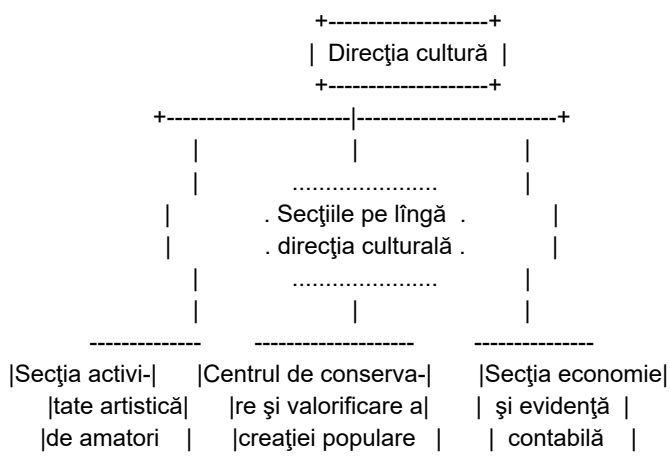 Direcţia cultură
Secţiile pe lîngă
direcţia culturală
Secţia activi- Centrul de conserva- Secţia economie
tate artistică re şi valorificare a şi evidenţă
de amatori creaţiei populare contabilă